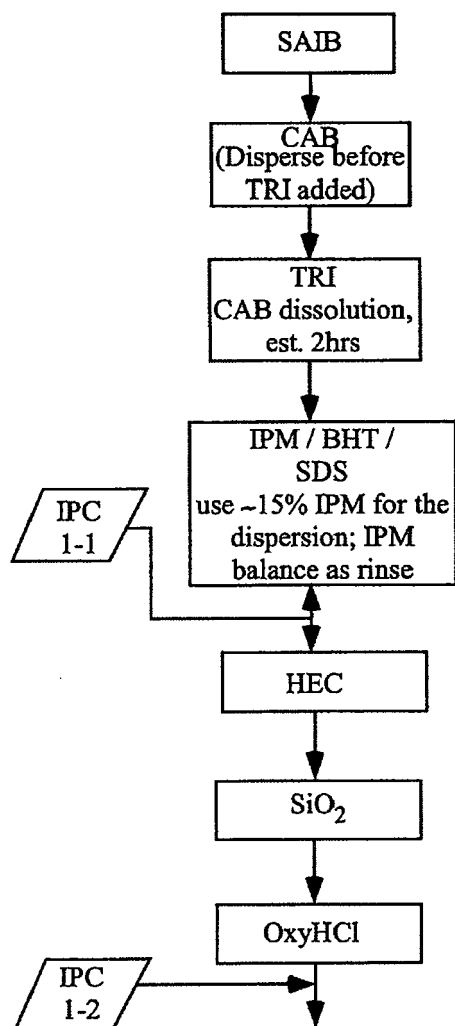 SAIB
CAB
(Disperse before
TRI added)
TRI
CAB dissolution,
est. 2hrs
IPM / BHT /
SDS
use ~15% IPM for the
dispersion; IPM
balance as rinse
IPC
1-1
HEC
SiO₂
OxyHCl
IPC
1-2